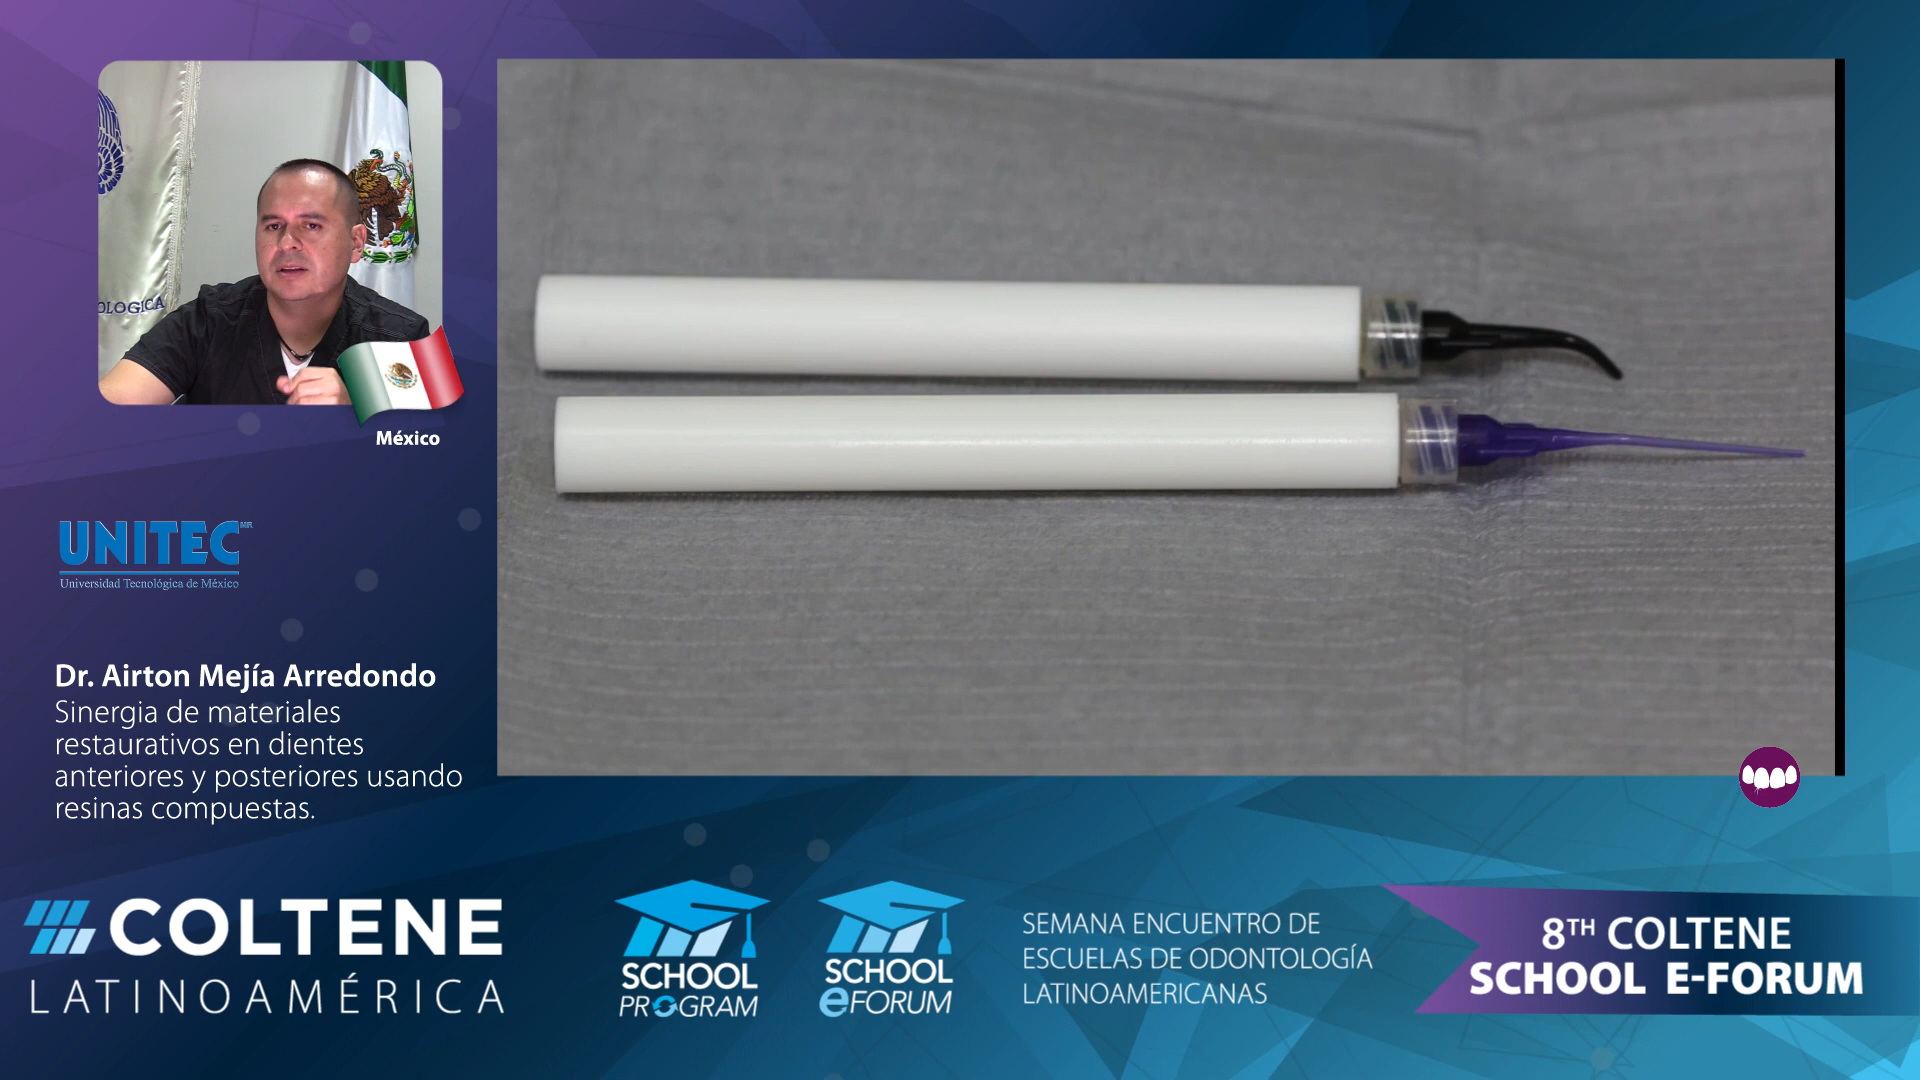 OLOGICA
México
UNITEC MR
Universidad Tecnológica de México
Dr. Airton Mejía Arredondo
Sinergia de materiales
restaurativos en dientes
anteriores y posteriores usando
resinas compuestas.
COLTENE
LATINOAMÉRICA
SCHOOL
PROGRAM
SCHOOL
eFORUM
SEMANA ENCUENTRO DE
ESCUELAS DE ODONTOLOGÍA
LATINOAMERICANAS
8TH COLTENE
SCHOOL E-FORUM